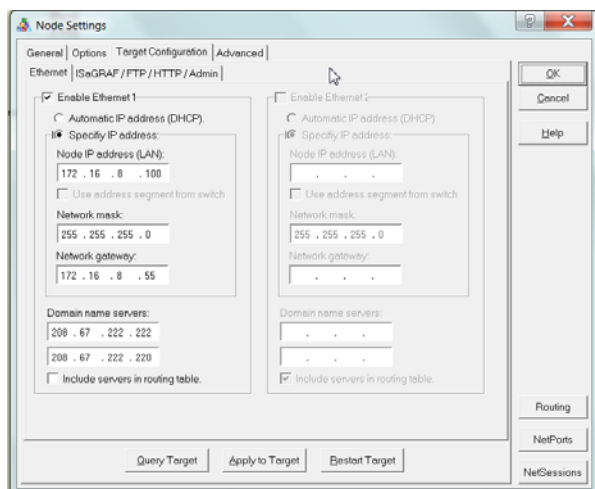 Node Settings
General Options Target Configuration Advanced
Ethernet ISaGRAF / FTP / HTTP / Admin
Enable Ethernet 1
Automatic IP address (DHCP).
Specifiy IP address:
Node IP address (LAN):
172 . 16 . 8 . 100
Use address segment from switch
Network mask:
255 . 255 . 255 . 0
Network gateway:
172 . 16 . 8 . 55
Domain name servers:
208 . 67 . 222 . 222
208 . 67 . 222 . 220
Include servers in routing table.
Enable Ethernet 2
Automatic IP address (DHCP).
Specifiy IP address:
Node IP address (LAN):
. . .
Use address segment from switch
Network mask:
255 . 255 . 255 . 0
Network gateway:
. . .
Domain name servers:
. . .
. . .
Include servers in routing table.
OK
Cancel
Help
Routing
NetPorts
NetSessions
Query Target Apply to Target Restart Target